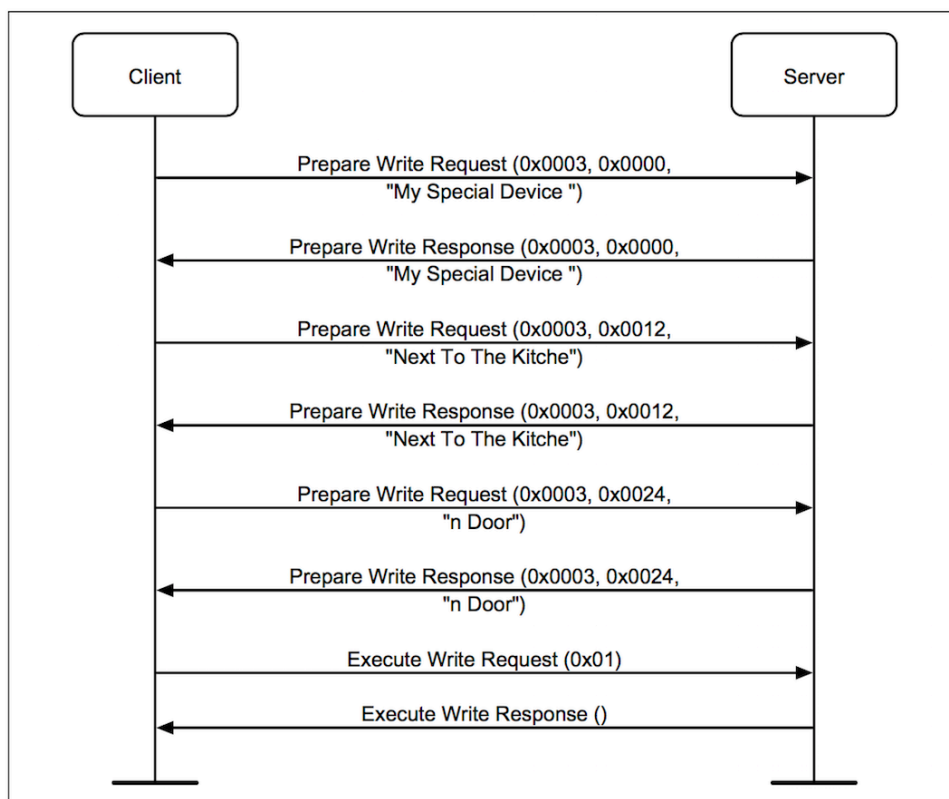 Client
Server
Prepare Write Request (0x0003, 0x0000,
"My Special Device ")
Prepare Write Response (0x0003, 0x0000,
"My Special Device ")
Prepare Write Request (0x0003, 0x0012,
"Next To The Kitche")
Prepare Write Response (0x0003, 0x0012,
"Next To The Kitche")
Prepare Write Request (0x0003, 0x0024,
"n Door")
Prepare Write Response (0x0003, 0x0024,
"n Door")
Execute Write Request (0x01)
Execute Write Response ()